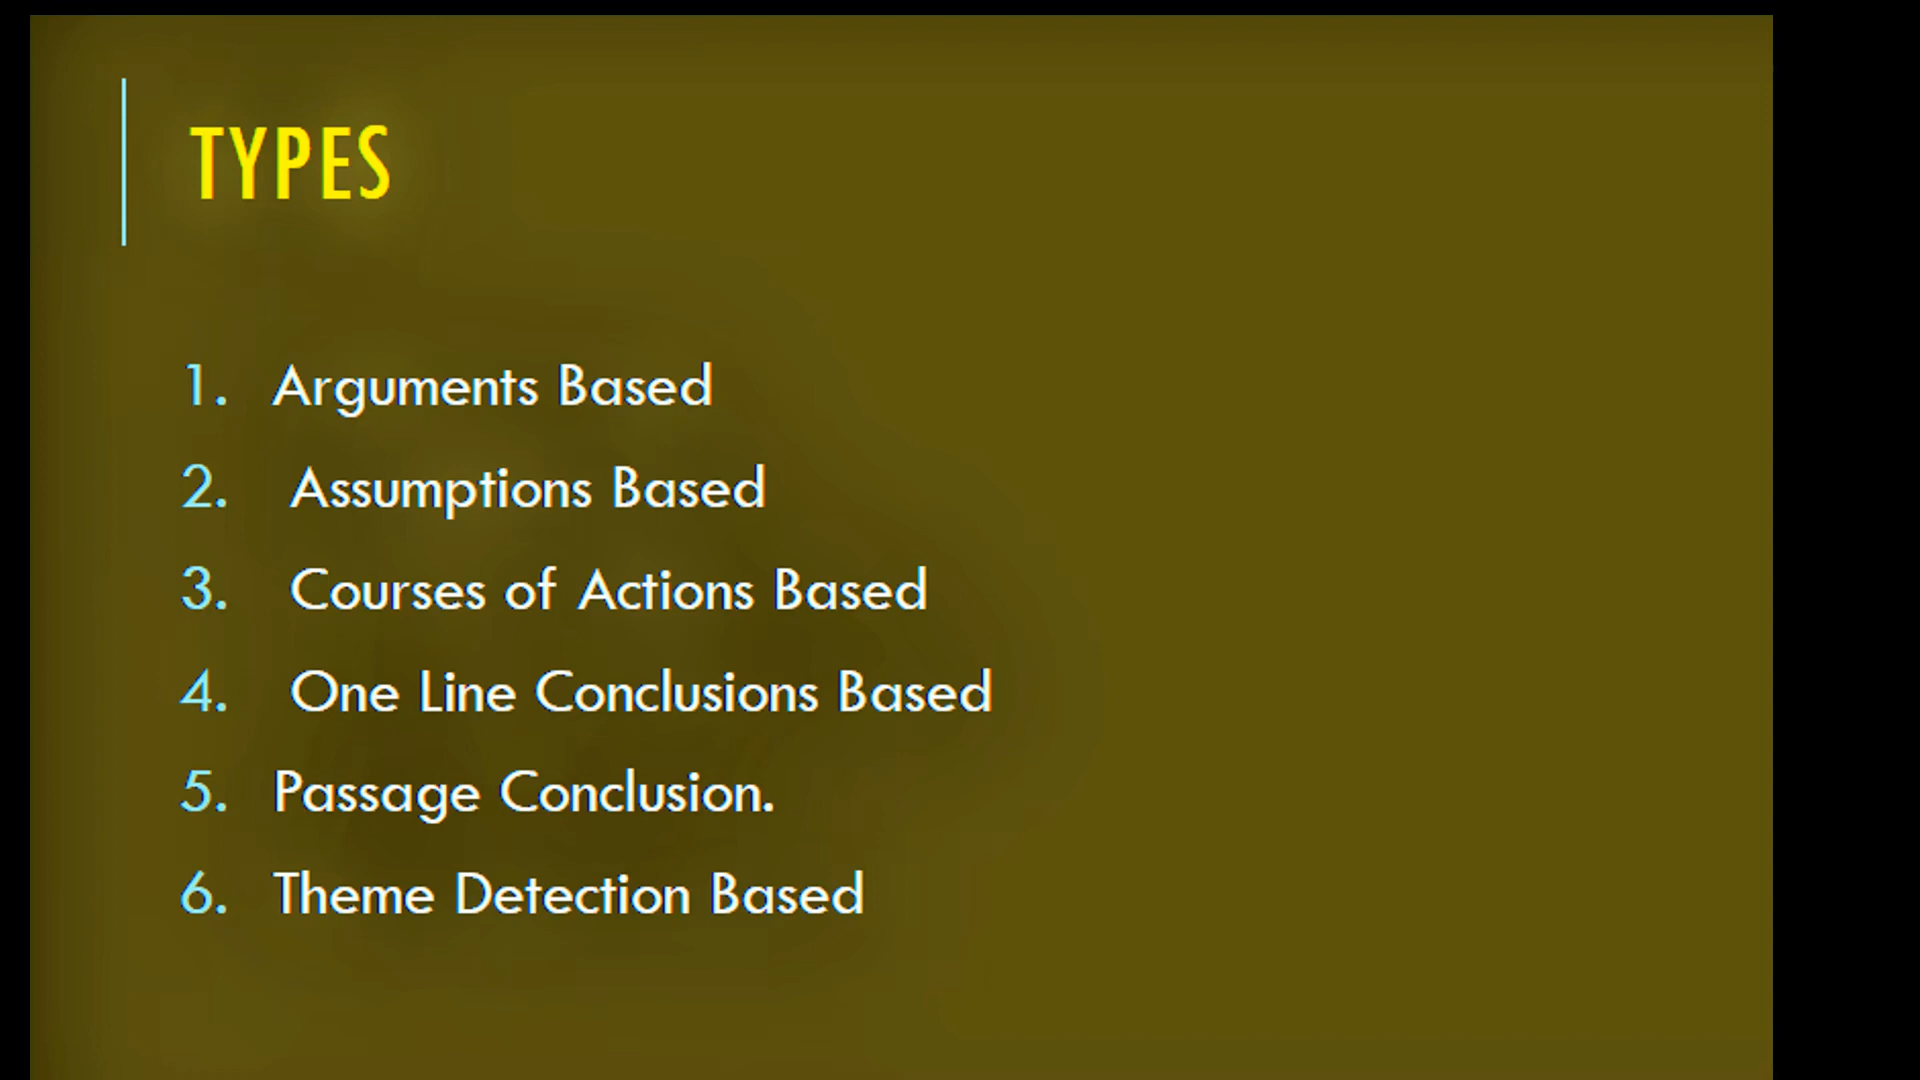 TYPES
1. Arguments Based
2. Assumptions Based
3. Courses of Actions Based
4. One Line Conclusions Based
5. Passage Conclusion.
6. Theme Detection Based